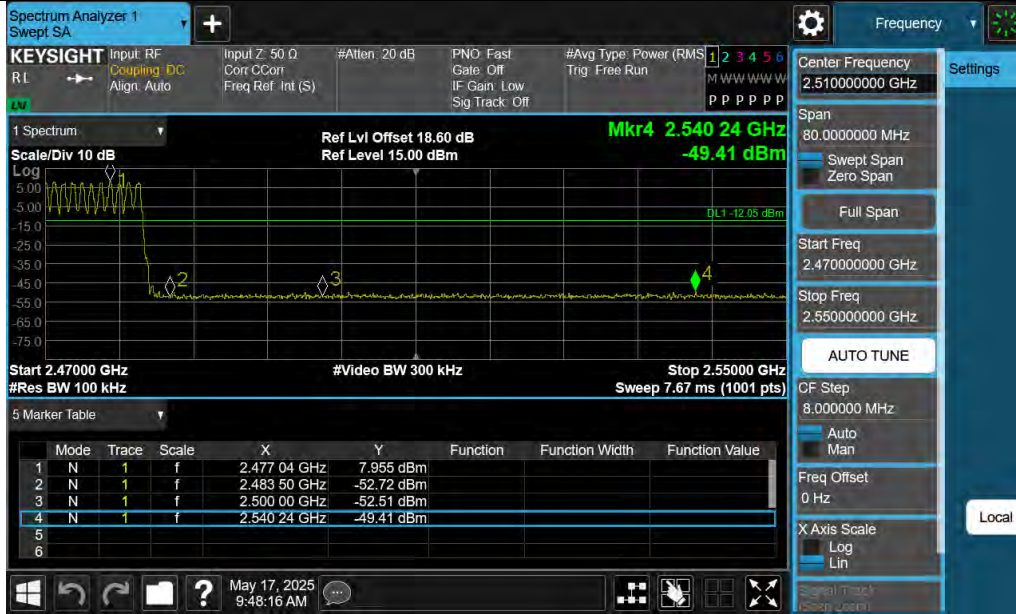 Spectrum Analyzer 1
Swept SA
Frequency
KEYSIGHT
Input: RF
Input Z: 50 Ω
#Atten: 20 dB
PNO: Fast
#Avg Type: Power (RMS
1 2 3 4 5 6
R L
Coupling: DC
Corr CCorr
Gate: Off
Trig: Free Run
M W W W W W
Align: Auto
Freq Ref: Int (S)
IF Gain: Low
Sig Track: Off
P P P P P P
LNI
Center Frequency
2.510000000 GHz
Settings
1 Spectrum
Ref Lvl Offset 18.60 dB
Mkr4 2.540 24 GHz
Scale/Div 10 dB
Ref Level 15.00 dBm
-49.41 dBm
Log
1
5.00
-5.00
DL1 -12.05 dBm
-15.0
-25.0
-35.0
-45.0
2
3
4
-55.0
-65.0
-75.0
Start 2.47000 GHz
#Video BW 300 kHz
Stop 2.55000 GHz
#Res BW 100 kHz
Sweep 7.67 ms (1001 pts)
Span
80.0000000 MHz
Swept Span
Zero Span
Full Span
Start Freq
2.470000000 GHz
Stop Freq
2.550000000 GHz
AUTO TUNE
CF Step
8.000000 MHz
Auto
Man
Freq Offset
0 Hz
X Axis Scale
Log
Lin
Signal Track
(Span Zoom)
Local
5 Marker Table
Mode Trace Scale X Y Function Function Width Function Value
1 N 1 f 2.477 04 GHz 7.955 dBm
2 N 1 f 2.483 50 GHz -52.72 dBm
3 N 1 f 2.500 00 GHz -52.51 dBm
4 N 1 f 2.540 24 GHz -49.41 dBm
5
6
?
May 17, 2025
9:48:16 AM